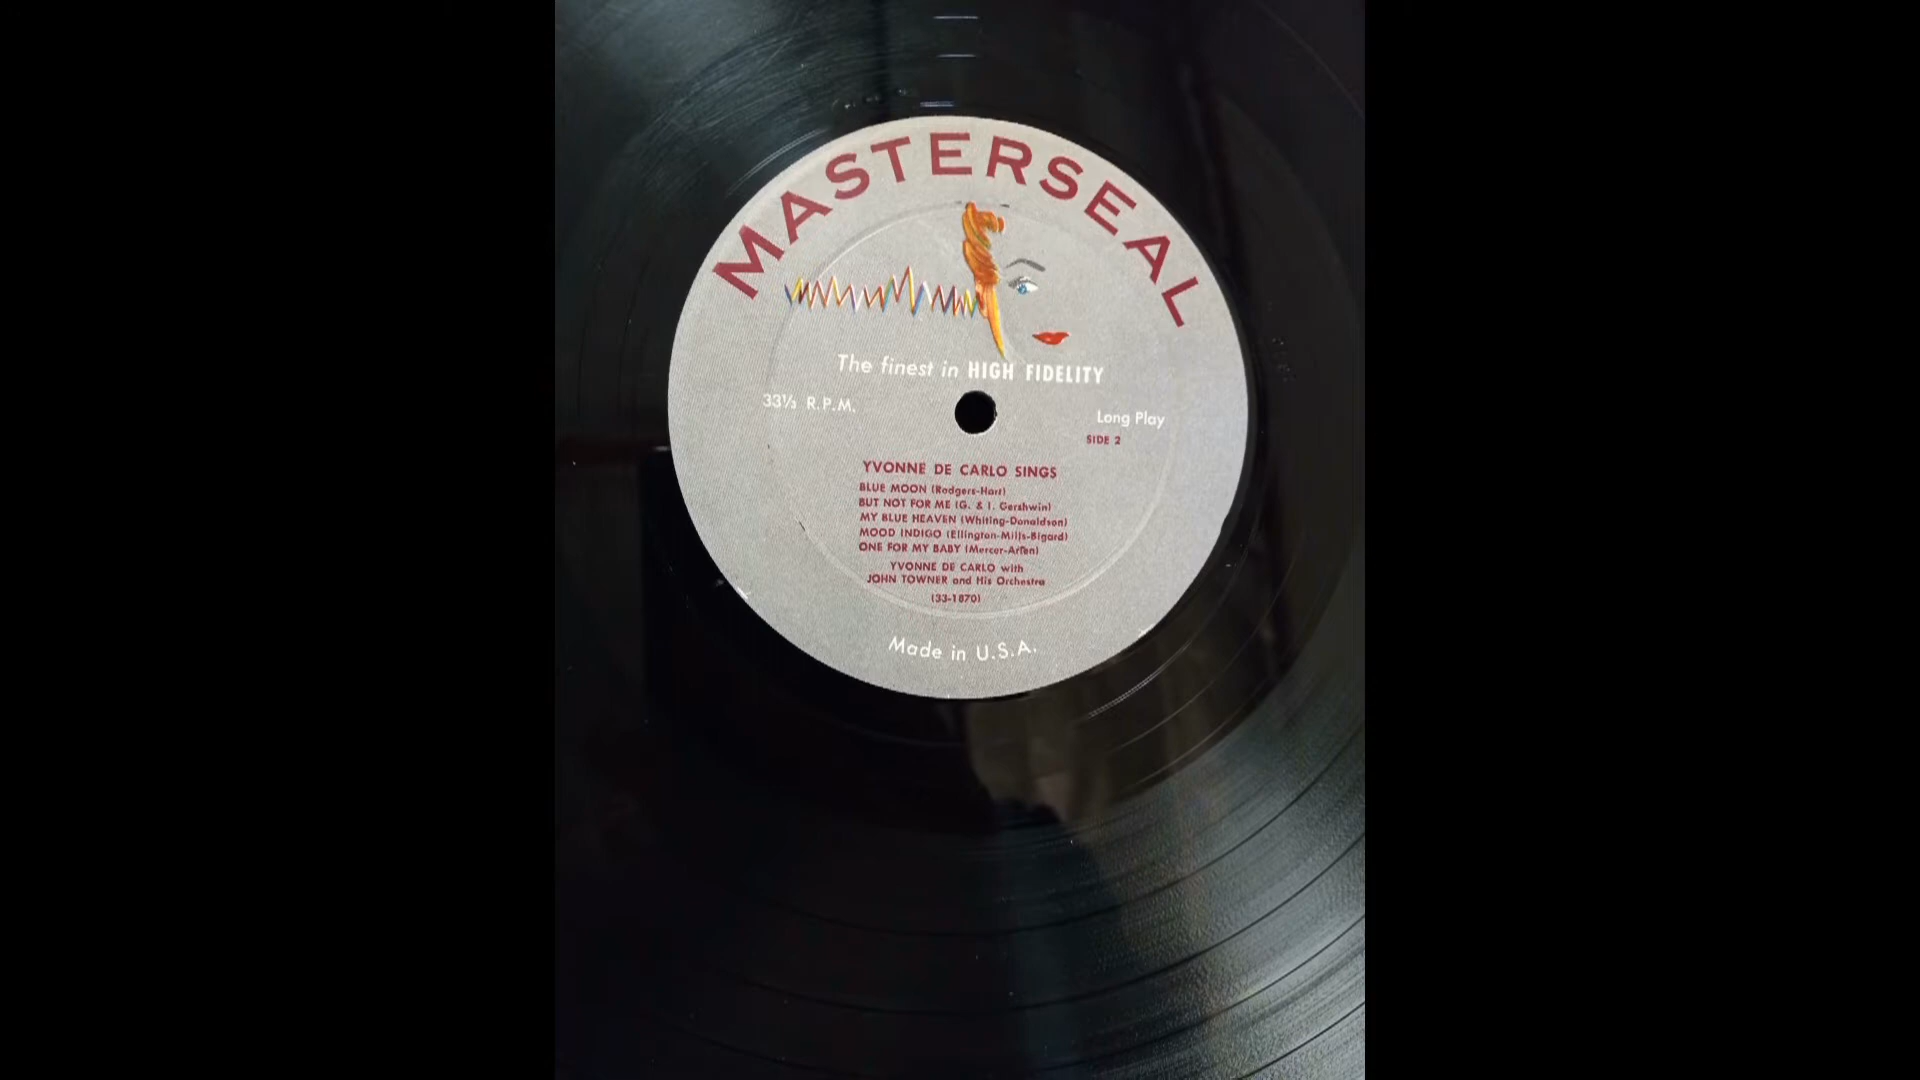 MASTERSEAL
The finest in HIGH FIDELITY
33⅓ R.P.M.
Long Play
SIDE 2
YVONNE DE CARLO SINGS
BLUE MOON (Rodgers-Hart)
BUT NOT FOR ME (G. & I. Gershwin)
MY BLUE HEAVEN (Whiting-Donaldson)
MOOD INDIGO (Ellington-Mills-Bigard)
ONE FOR MY BABY (Mercer-Arlen)
YVONNE DE CARLO with
JOHN TOWNER and His Orchestra
(33-1870)
Made in U.S.A.